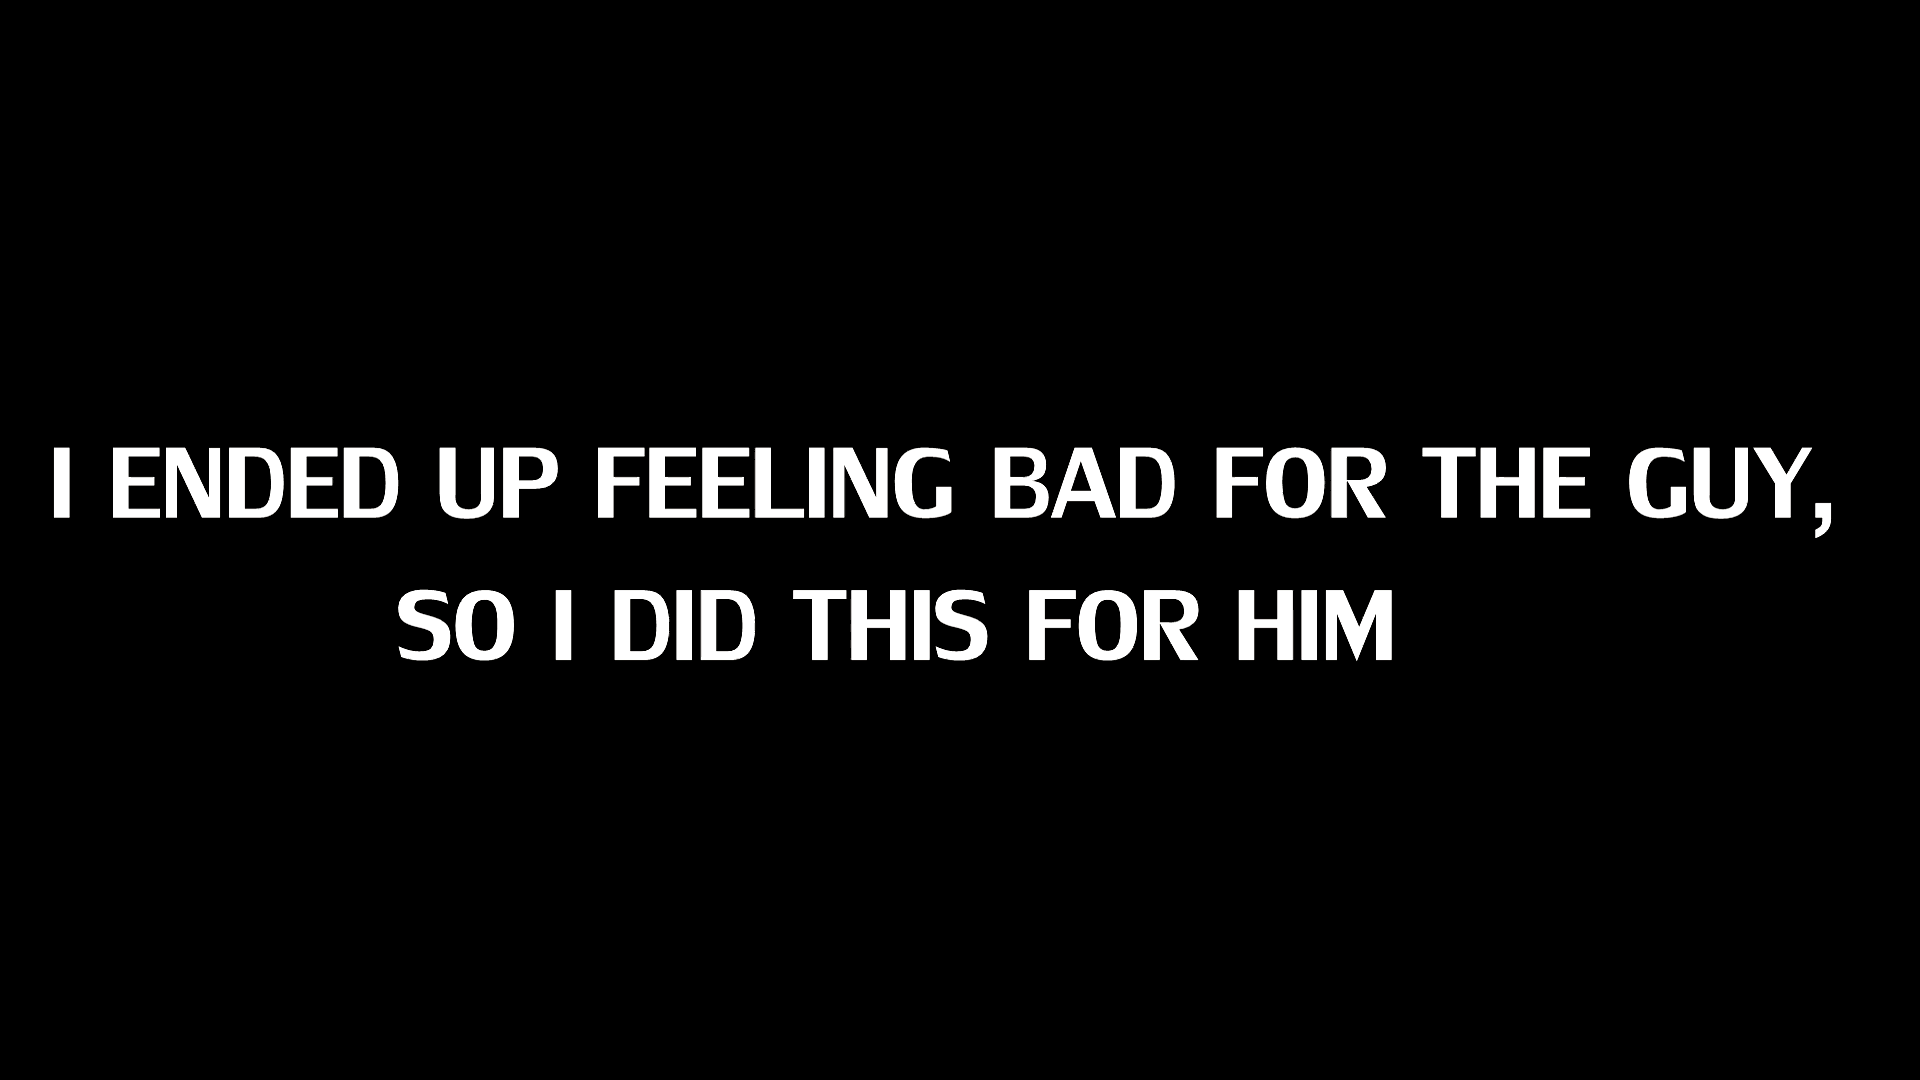 I ENDED UP FEELING BAD FOR THE GUY,
SO I DID THIS FOR HIM